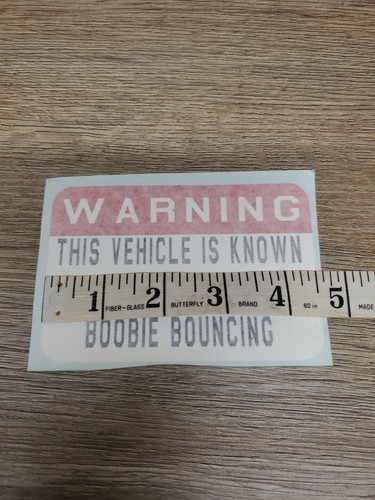 WARNING
THIS VEHICLE IS KNOWN
1 2 3 4 5
FIBER-GLASS BUTTERFLY BRAND 60 in MADE
BOOBIE BOUNCING